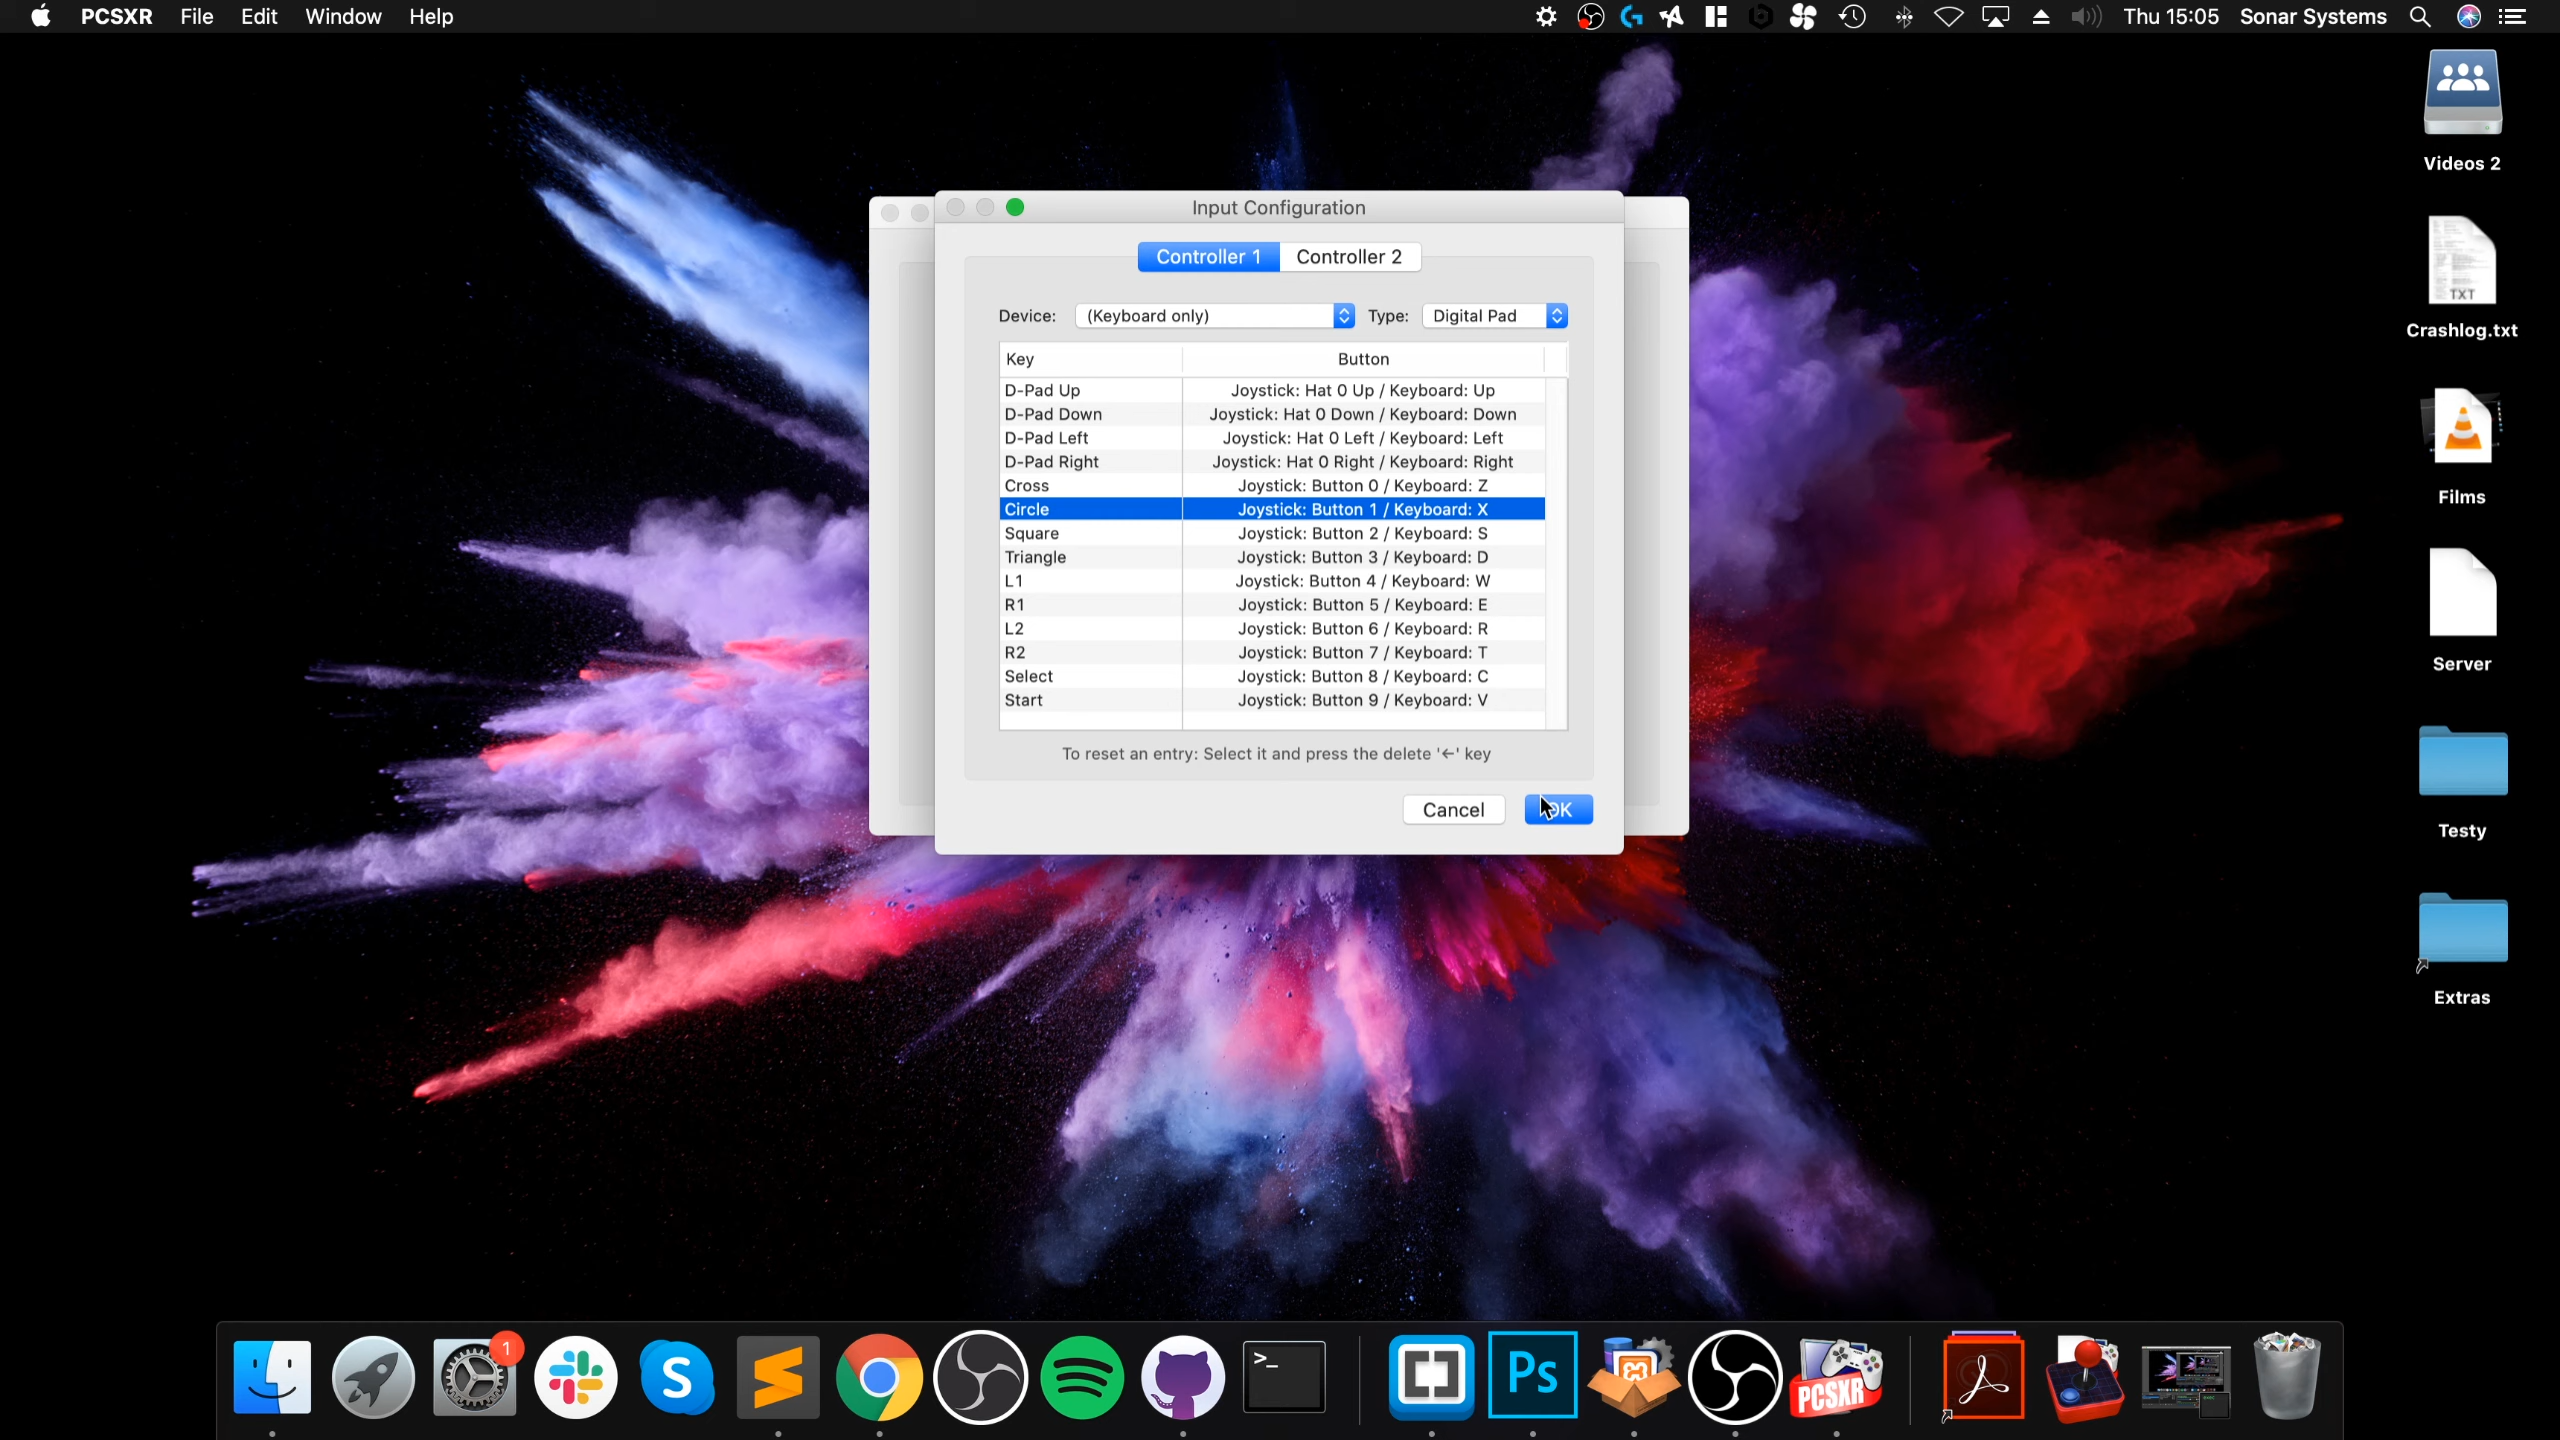 PCSXR File Edit Window Help
Thu 15:05 Sonar Systems
Videos 2
TXT
Crashlog.txt
Films
Server
Testy
Extras
Input Configuration
Controller 1 Controller 2
Device: (Keyboard only) Type: Digital Pad
Key Button
D-Pad Up Joystick: Hat 0 Up / Keyboard: Up
D-Pad Down Joystick: Hat 0 Down / Keyboard: Down
D-Pad Left Joystick: Hat 0 Left / Keyboard: Left
D-Pad Right Joystick: Hat 0 Right / Keyboard: Right
Cross Joystick: Button 0 / Keyboard: Z
Circle Joystick: Button 1 / Keyboard: X
Square Joystick: Button 2 / Keyboard: S
Triangle Joystick: Button 3 / Keyboard: D
L1 Joystick: Button 4 / Keyboard: W
R1 Joystick: Button 5 / Keyboard: E
L2 Joystick: Button 6 / Keyboard: R
R2 Joystick: Button 7 / Keyboard: T
Select Joystick: Button 8 / Keyboard: C
Start Joystick: Button 9 / Keyboard: V
To reset an entry: Select it and press the delete '←' key
Cancel OK
1
S
>_
Ps
PCSXR